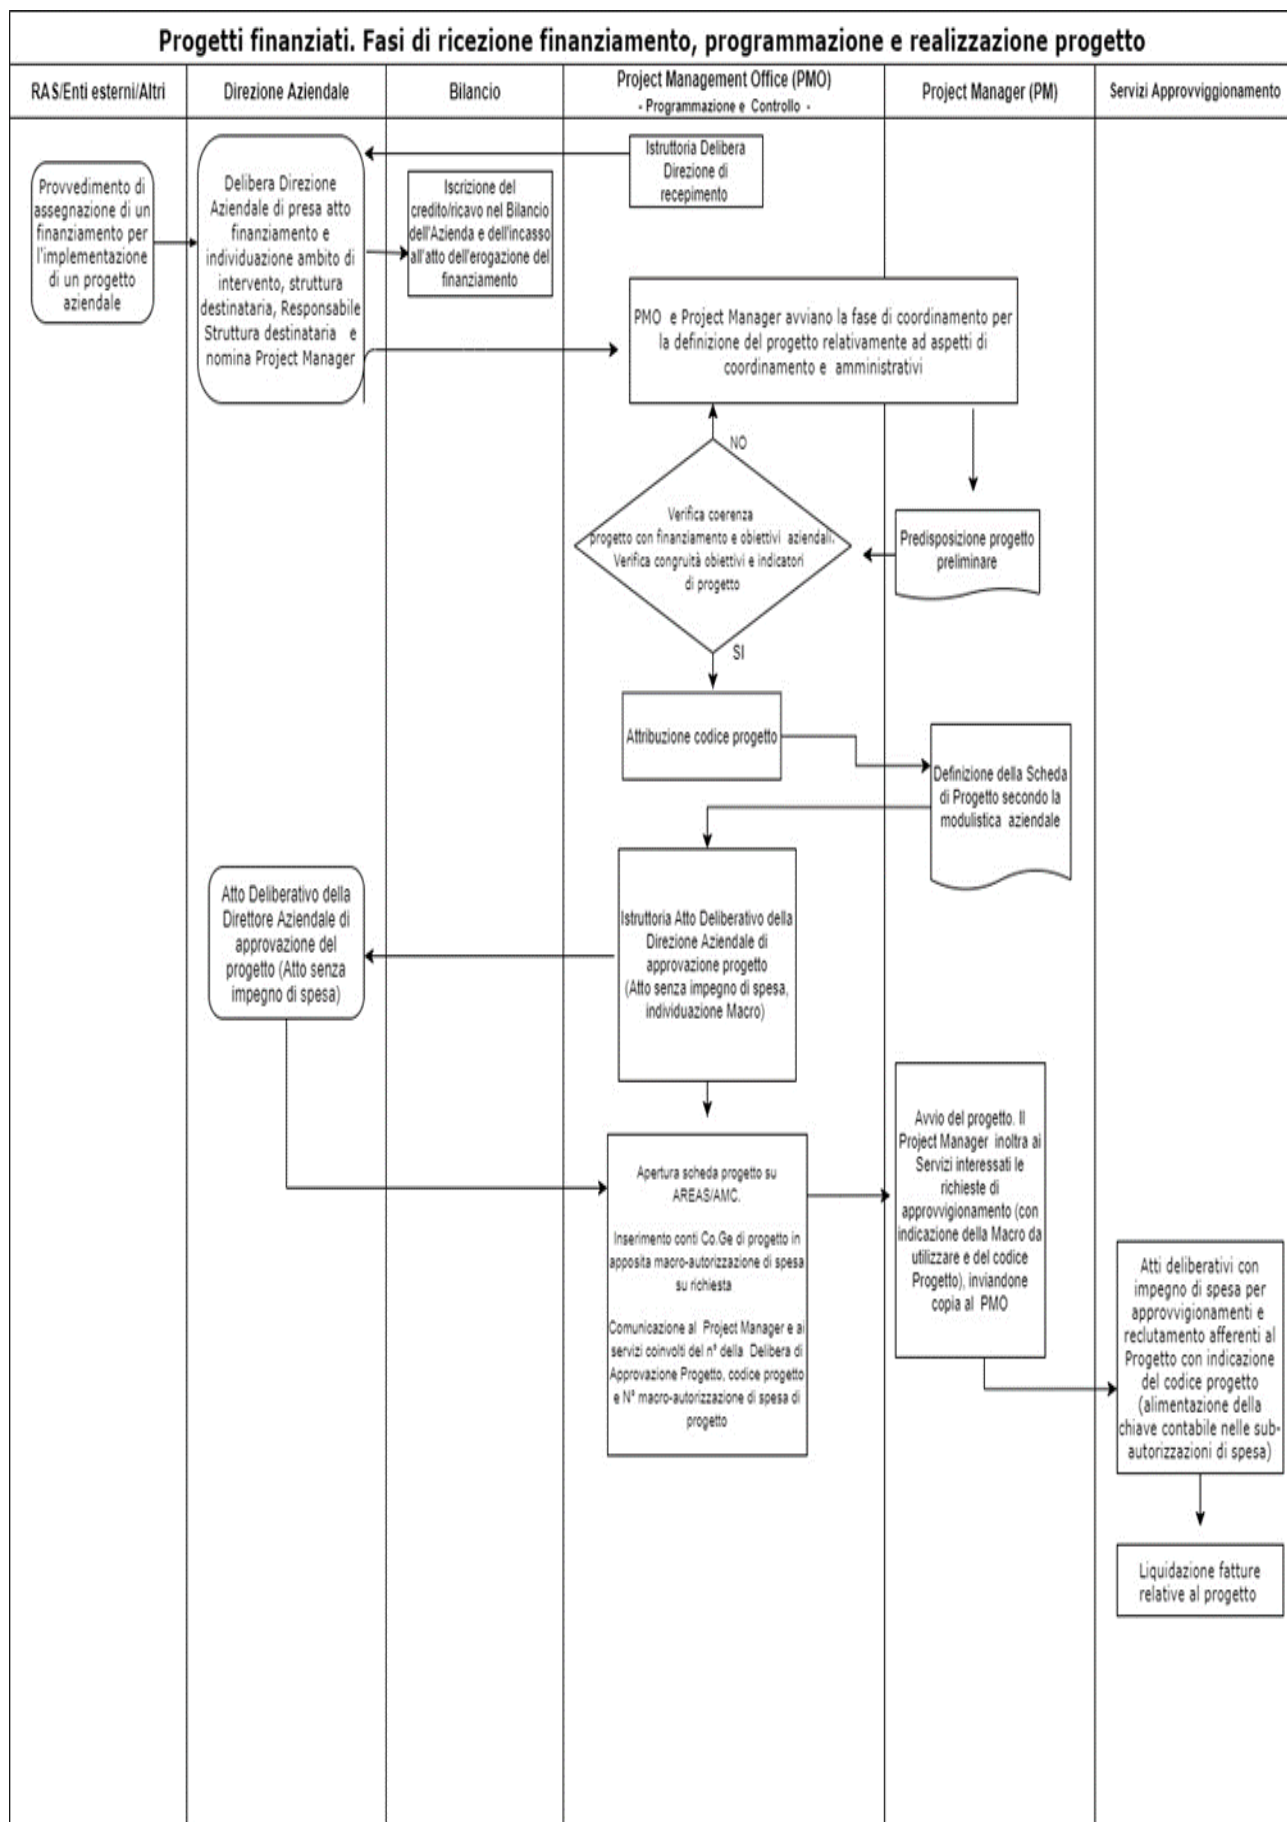 Progetti finanziati. Fasi di ricezione finanziamento, programmazione e realizzazione progetto
RAS/Enti esterni/Altri
Direzione Aziendale
Bilancio
Project Management Office (PMO)
- Programmazione e Controllo -
Project Manager (PM)
Servizi Approvviggionamento
Provvedimento di
assegnazione di un
finanziamento per
l'implementazione
di un progetto
aziendale
Delibera Direzione
Aziendale di presa atto
finanziamento e
individuazione ambito di
intervento, struttura
destinataria, Responsabile
Struttura destinataria e
nomina Project Manager
Iscrizione del
credito/ricavo nel Bilancio
dell'Azienda e dell'incasso
all'atto dell'erogazione del
finanziamento
Istruttoria Delibera
Direzione di
recepimento
PMO e Project Manager avviano la fase di coordinamento per
la definizione del progetto relativamente ad aspetti di
coordinamento e amministrativi
NO
Verifica coerenza
progetto con finanziamento e obiettivi aziendali.
Verifica congruità obiettivi e indicatori
di progetto
SI
Predisposizione progetto
preliminare
Attribuzione codice progetto
Definizione della Scheda
di Progetto secondo la
modulistica aziendale
Atto Deliberativo della
Direttore Aziendale di
approvazione del
progetto (Atto senza
impegno di spesa)
Istruttoria Atto Deliberativo della
Direzione Aziendale di
approvazione progetto
(Atto senza impegno di spesa,
individuazione Macro)
Apertura scheda progetto su
AREAS/AMC.
Inserimento conti Co.Ge di progetto in
apposita macro-autorizzazione di spesa
su richiesta
Comunicazione al Project Manager e ai
servizi coinvolti del n° della Delibera di
Approvazione Progetto, codice progetto
e N° macro-autorizzazione di spesa di
progetto
Avvio del progetto. Il
Project Manager inoltra ai
Servizi interessati le
richieste di
approvvigionamento (con
indicazione della Macro da
utilizzare e del codice
Progetto), inviandone
copia al PMO
Atti deliberativi con
impegno di spesa per
approvvigionamenti e
reclutamento afferenti al
Progetto con indicazione
del codice progetto
(alimentazione della
chiave contabile nelle sub-
autorizzazioni di spesa)
Liquidazione fatture
relative al progetto